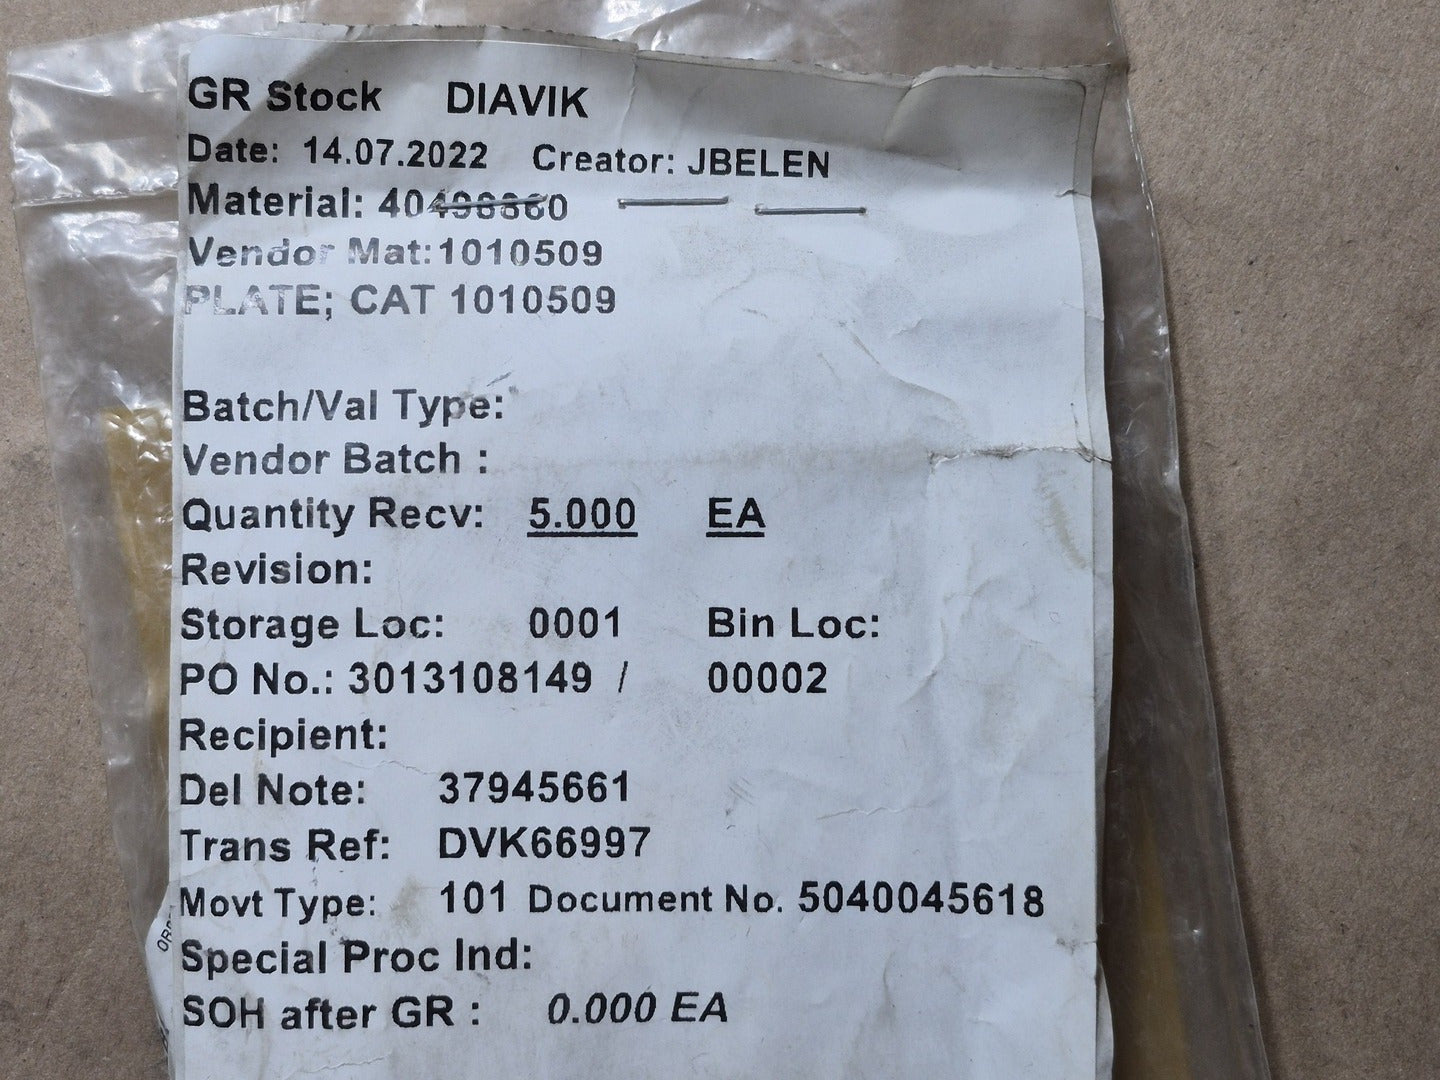 GR Stock DIAVIK
Date: 14.07.2022 Creator: JBELEN
Material:
Vendor Mat:1010509
PLATE; CAT 1010509
Batch/Val Type:
Vendor Batch :
Quantity Recv: 5.000 EA
Revision:
Storage Loc: 0001 Bin Loc:
PO No.: 3013108149 / 00002
Recipient:
Del Note: 37945661
Trans Ref: DVK66997
Movt Type: 101 Document No. 5040045618
Special Proc Ind:
SOH after GR : 0.000 EA